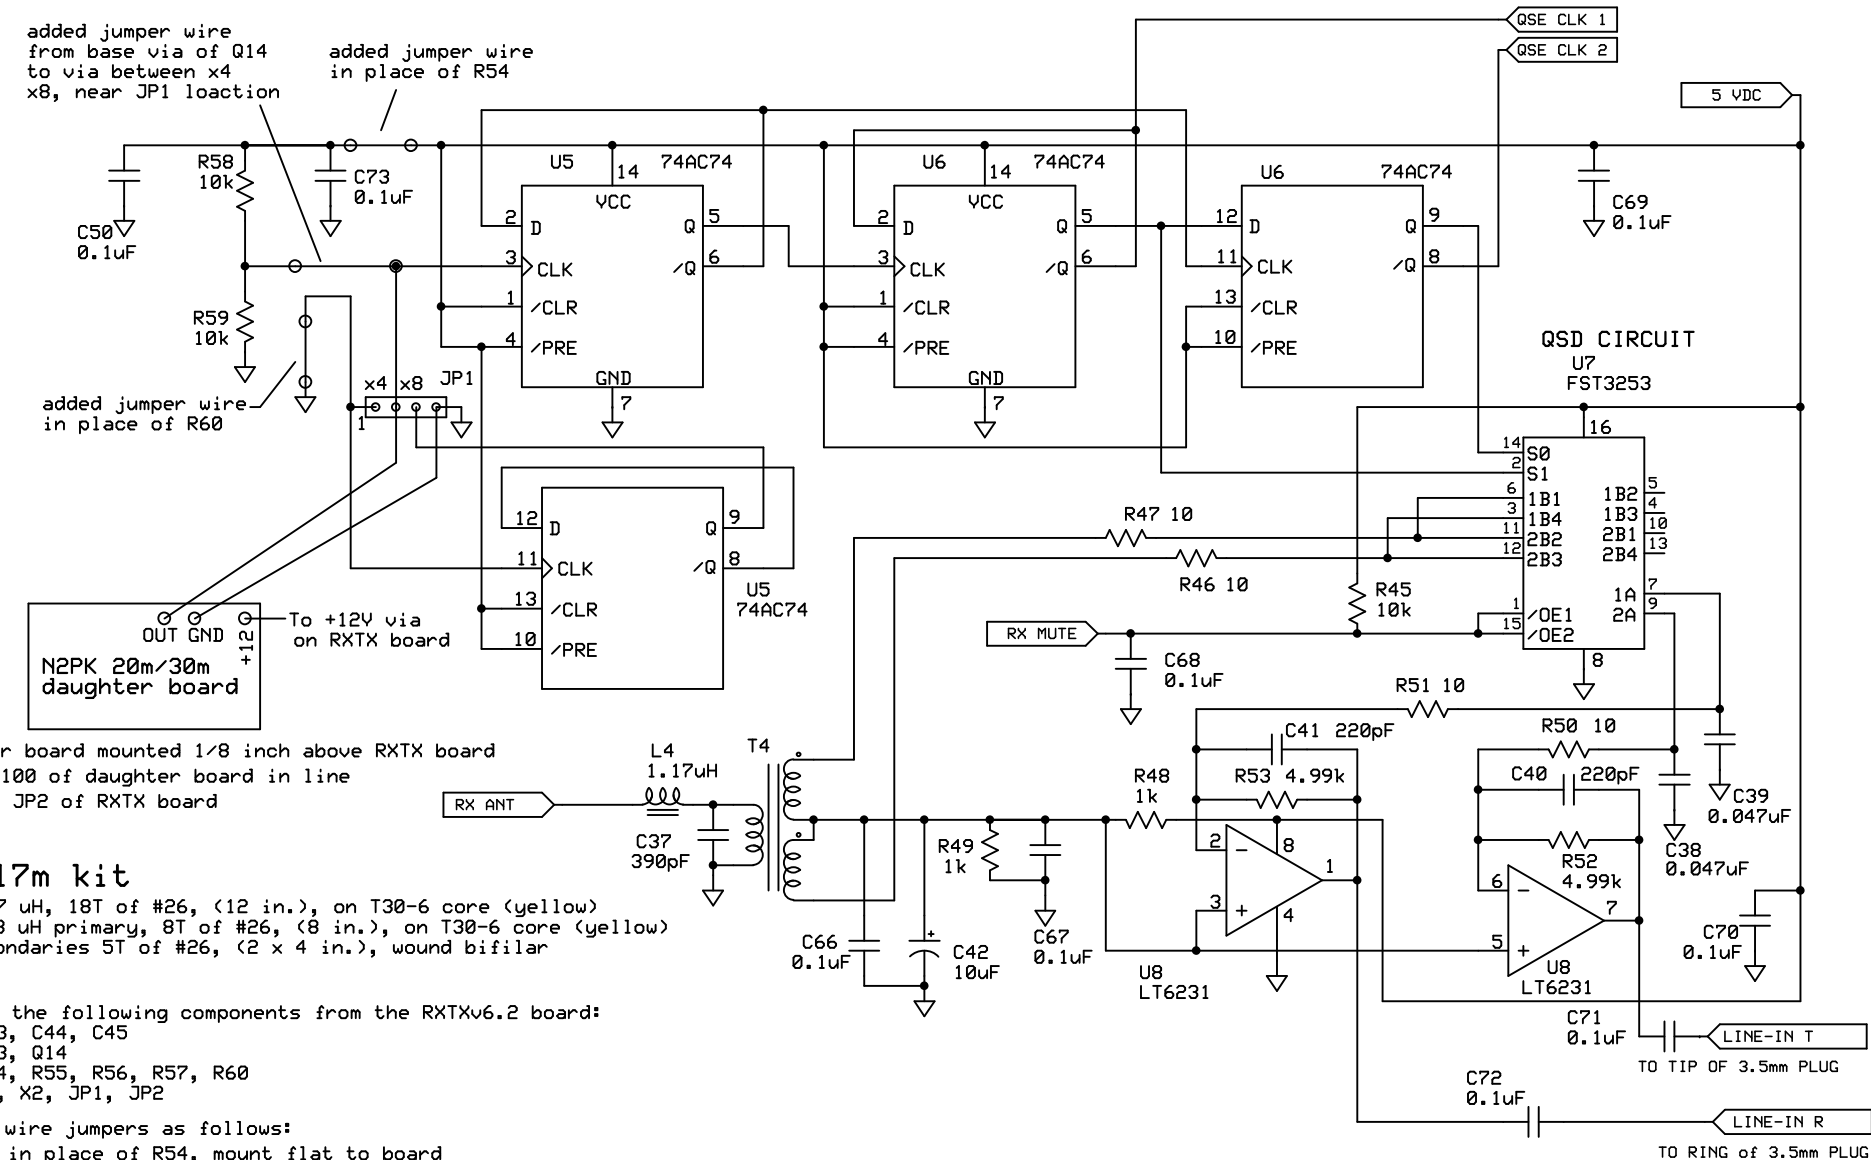 added jumper wire
from base via of Q14
to via between x4
x8, near JP1 loaction
added jumper wire
in place of R54
QSE CLK 1
QSE CLK 2
5 VDC
R58
10k
C73
0.1uF
C50
0.1uF
U5
74AC74
14
VCC
2
D
Q
5
3
CLK
/Q
6
1
/CLR
4
/PRE
GND
7
U6
74AC74
14
VCC
2
D
Q
5
3
CLK
/Q
6
1
/CLR
4
/PRE
GND
7
U6
74AC74
12
D
Q
9
11
CLK
/Q
8
13
/CLR
10
/PRE
C69
0.1uF
R59
10k
x4
x8
JP1
1
added jumper wire
in place of R60
QSD CIRCUIT
U7
FST3253
16
14
S0
2
S1
6
1B1
3
1B4
11
2B2
12
2B3
1B2
5
1B3
4
2B1
10
2B4
13
1A
7
2A
9
1
/OE1
15
/OE2
8
12
D
Q
9
11
CLK
/Q
8
13
/CLR
10
/PRE
U5
74AC74
R47 10
R46 10
R45
10k
RX MUTE
C68
0.1uF
OUT GND
+12
To +12V via
on RXTX board
N2PK 20m/30m
daughter board
r board mounted 1/8 inch above RXTX board
100 of daughter board in line
JP2 of RXTX board
RX ANT
L4
1.17uH
T4
C37
390pF
R51 10
C41 220pF
R53 4.99k
R48
1k
R49
1k
R50 10
C40 220pF
C39
0.047uF
C38
0.047uF
R52
4.99k
2
-
8
1
3
+
4
6
-
7
5
+
C66
0.1uF
C42
+
10uF
C67
0.1uF
U8
LT6231
U8
LT6231
C70
0.1uF
17m kit
7 uH, 18T of #26, (12 in.), on T30-6 core (yellow)
8 uH primary, 8T of #26, (8 in.), on T30-6 core (yellow)
ondaries 5T of #26, (2 x 4 in.), wound bifilar
the following components from the RXTXv6.2 board:
3, C44, C45
3, Q14
4, R55, R56, R57, R60
, X2, JP1, JP2
wire jumpers as follows:
in place of R54, mount flat to board
C71
0.1uF
LINE-IN T
TO TIP OF 3.5mm PLUG
C72
0.1uF
LINE-IN R
TO RING of 3.5mm PLUG